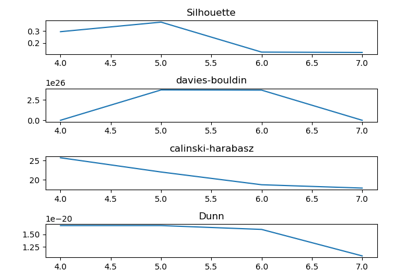 Silhouette
0.3
0.2
4.0 4.5 5.0 5.5 6.0 6.5 7.0
davies-bouldin
1e26
2.5
0.0
4.0 4.5 5.0 5.5 6.0 6.5 7.0
calinski-harabasz
25
20
4.0 4.5 5.0 5.5 6.0 6.5 7.0
Dunn
1e−20
1.50
1.25
4.0 4.5 5.0 5.5 6.0 6.5 7.0